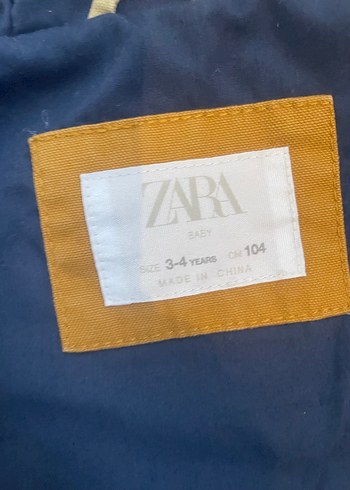 ZARA
BABY
SIZE 3-4 YEARS CM 104
MADE IN CHINA